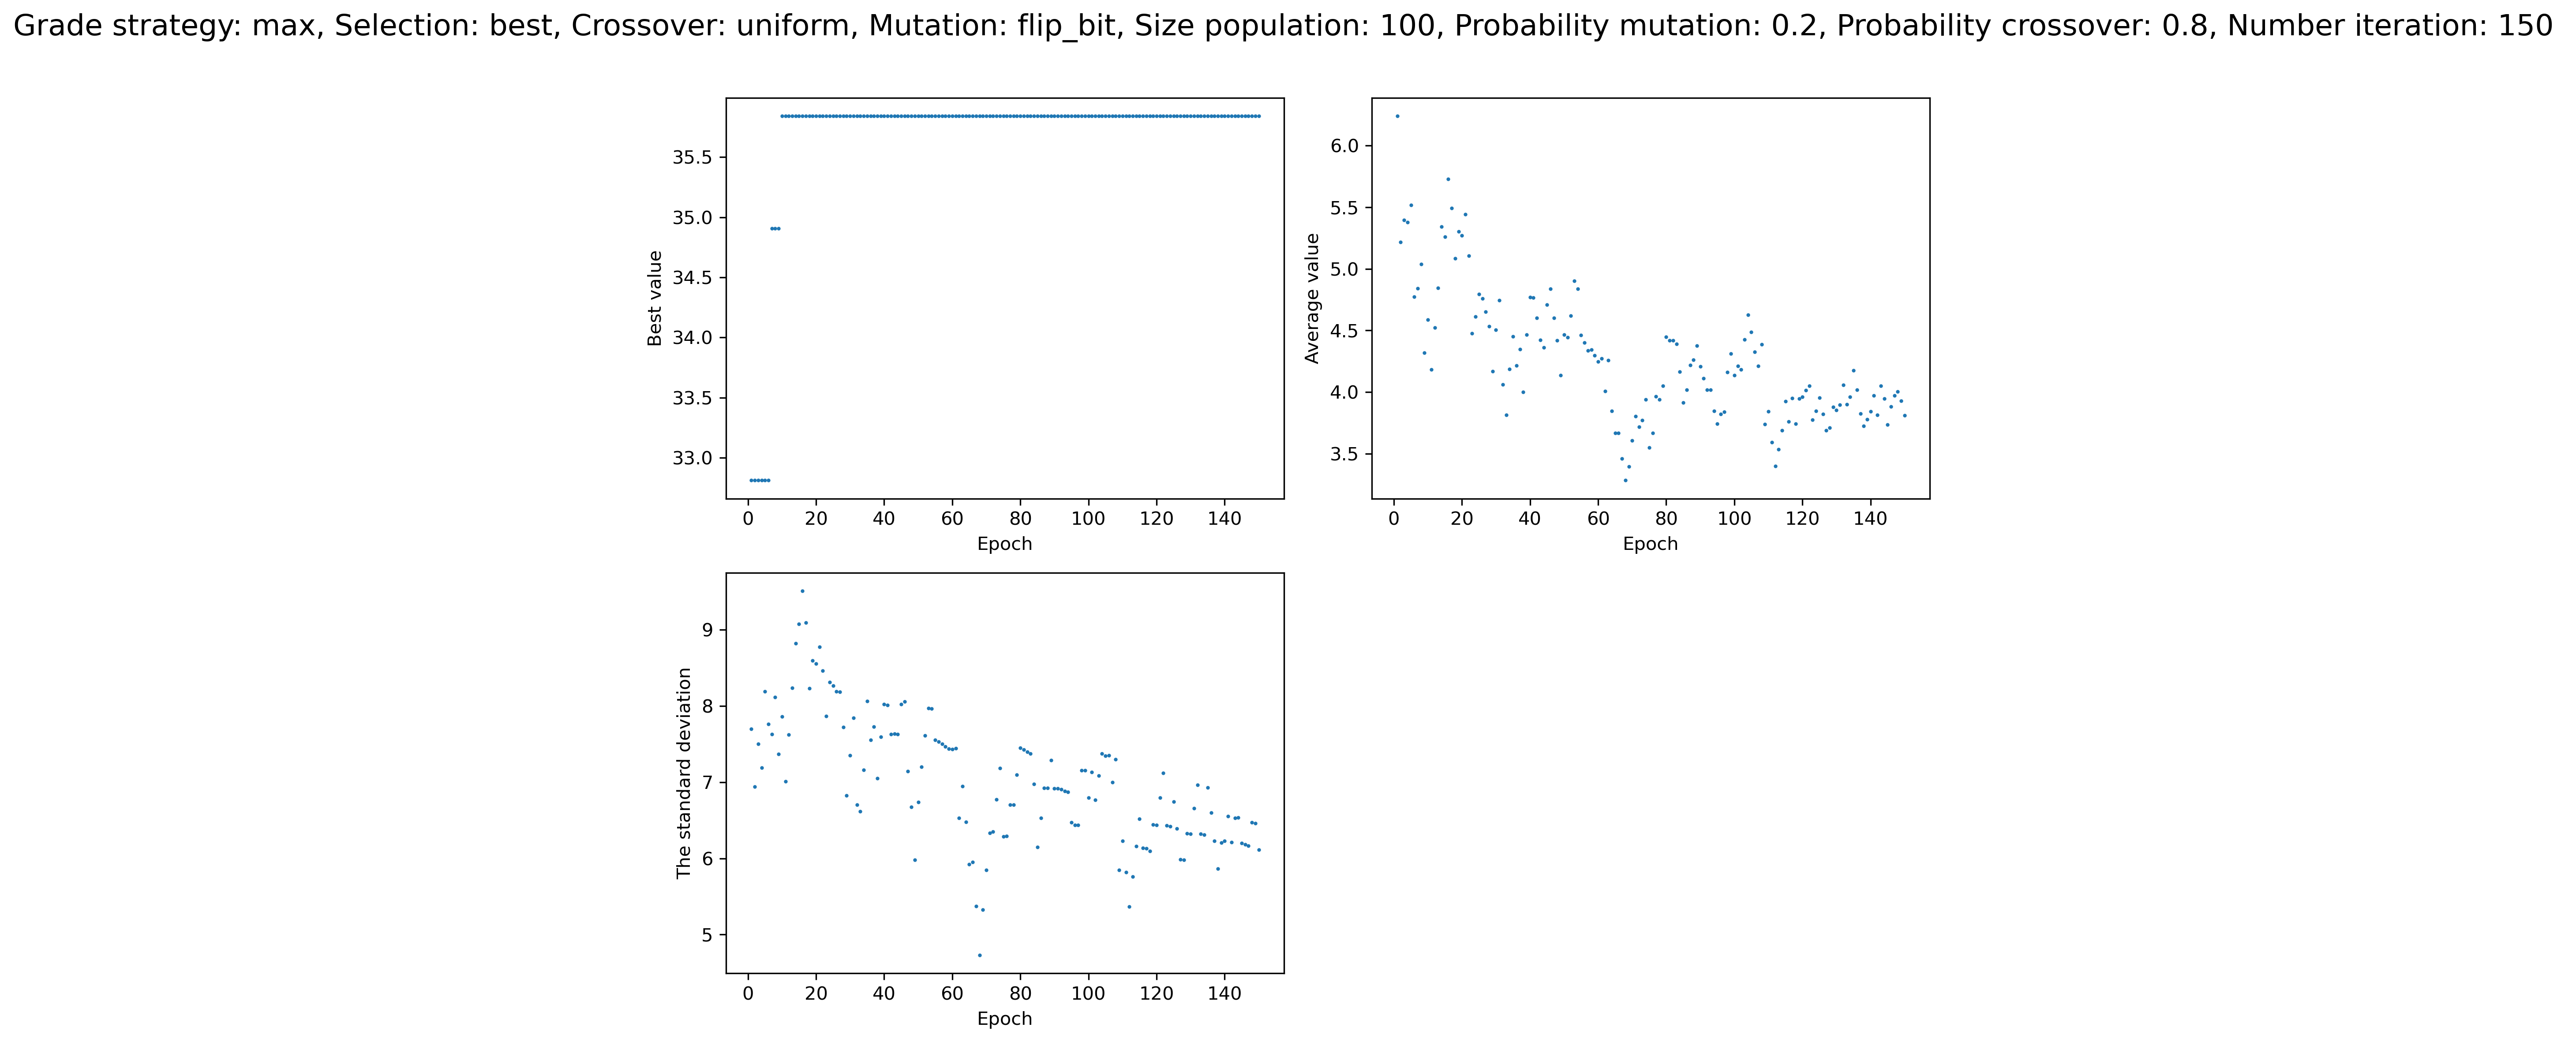 Grade strategy: max, Selection: best, Crossover: uniform, Mutation: flip_bit, Size population: 100, Probability mutation: 0.2, Probability crossover: 0.8, Number iteration: 150
Best value
35.5
35.0
34.5
34.0
33.5
33.0
0 20 40 60 80 100 120 140
Epoch
Average value
6.0
5.5
5.0
4.5
4.0
3.5
0 20 40 60 80 100 120 140
Epoch
The standard deviation
9
8
7
6
5
0 20 40 60 80 100 120 140
Epoch